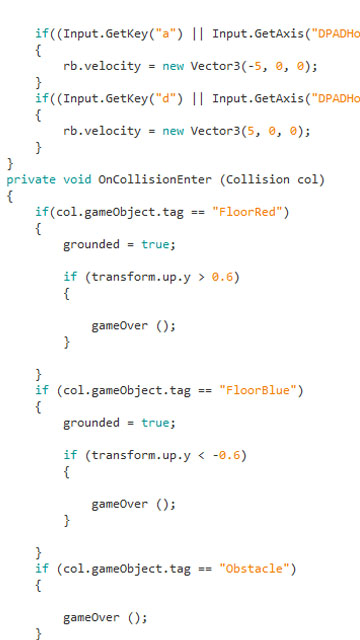 if((Input.GetKey("a") || Input.GetAxis("DPADHo
{
rb.velocity = new Vector3(-5, 0, 0);
}
if((Input.GetKey("d") || Input.GetAxis("DPADHo
{
rb.velocity = new Vector3(5, 0, 0);
}
}
private void OnCollisionEnter (Collision col)
{
if(col.gameObject.tag == "FloorRed")
{
grounded = true;
if (transform.up.y > 0.6)
{
gameOver ();
}
}
if (col.gameObject.tag == "FloorBlue")
{
grounded = true;
if (transform.up.y < -0.6)
{
gameOver ();
}
}
if (col.gameObject.tag == "Obstacle")
{
gameOver ();
}